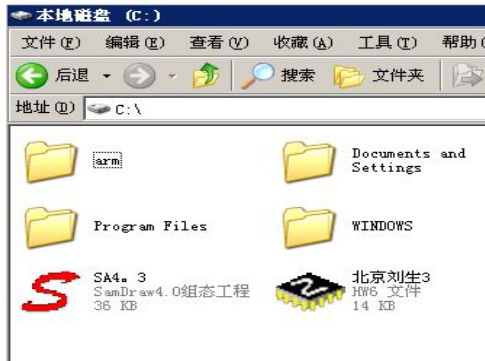 本地磁盘 (C:)
文件(F) 编辑(E) 查看(V) 收藏(A) 工具(T) 帮助(
后退 搜索 文件夹
地址(D) C:\
arm
Documents and
Settings
Program Files
WINDOWS
SA4。3
SamDraw4.0组态工程
36 KB
北京刘生3
HW6 文件
14 KB